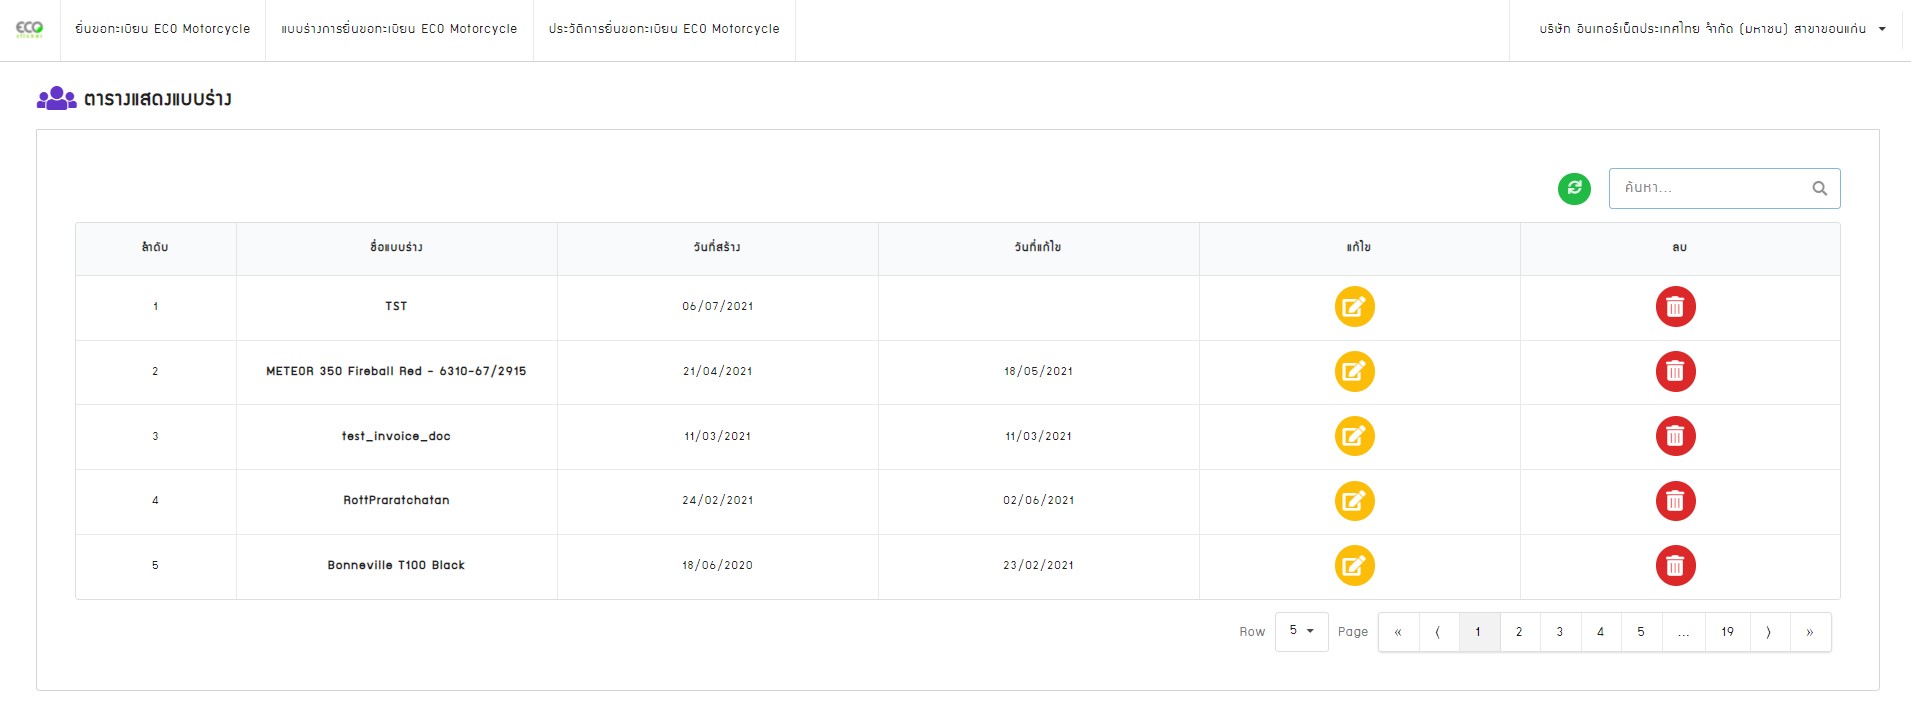 ECO
ยื่นขอทะเบียน ECO Motorcycle
แบบร่างการยื่นขอทะเบียน ECO Motorcycle
ประวัติการยื่นขอทะเบียน ECO Motorcycle
บริษัท อินเทอร์เน็ตประเทศไทย จำกัด (มหาชน) สาขาขอนแก่น
ตารางแสดงแบบร่าง
ค้นหา...
ลำดับ ชื่อแบบร่าง วันที่สร้าง วันที่แก้ไข แก้ไข ลบ
1 TST 06/07/2021
2 METEOR 350 Fireball Red - 6310-67/2915 21/04/2021 18/05/2021
3 test_invoice_doc 11/03/2021 11/03/2021
4 RottPraratchatan 24/02/2021 02/06/2021
5 Bonneville T100 Black 18/06/2020 23/02/2021
Row 5 Page « ⟨ 1 2 3 4 5 ... 19 ⟩ »